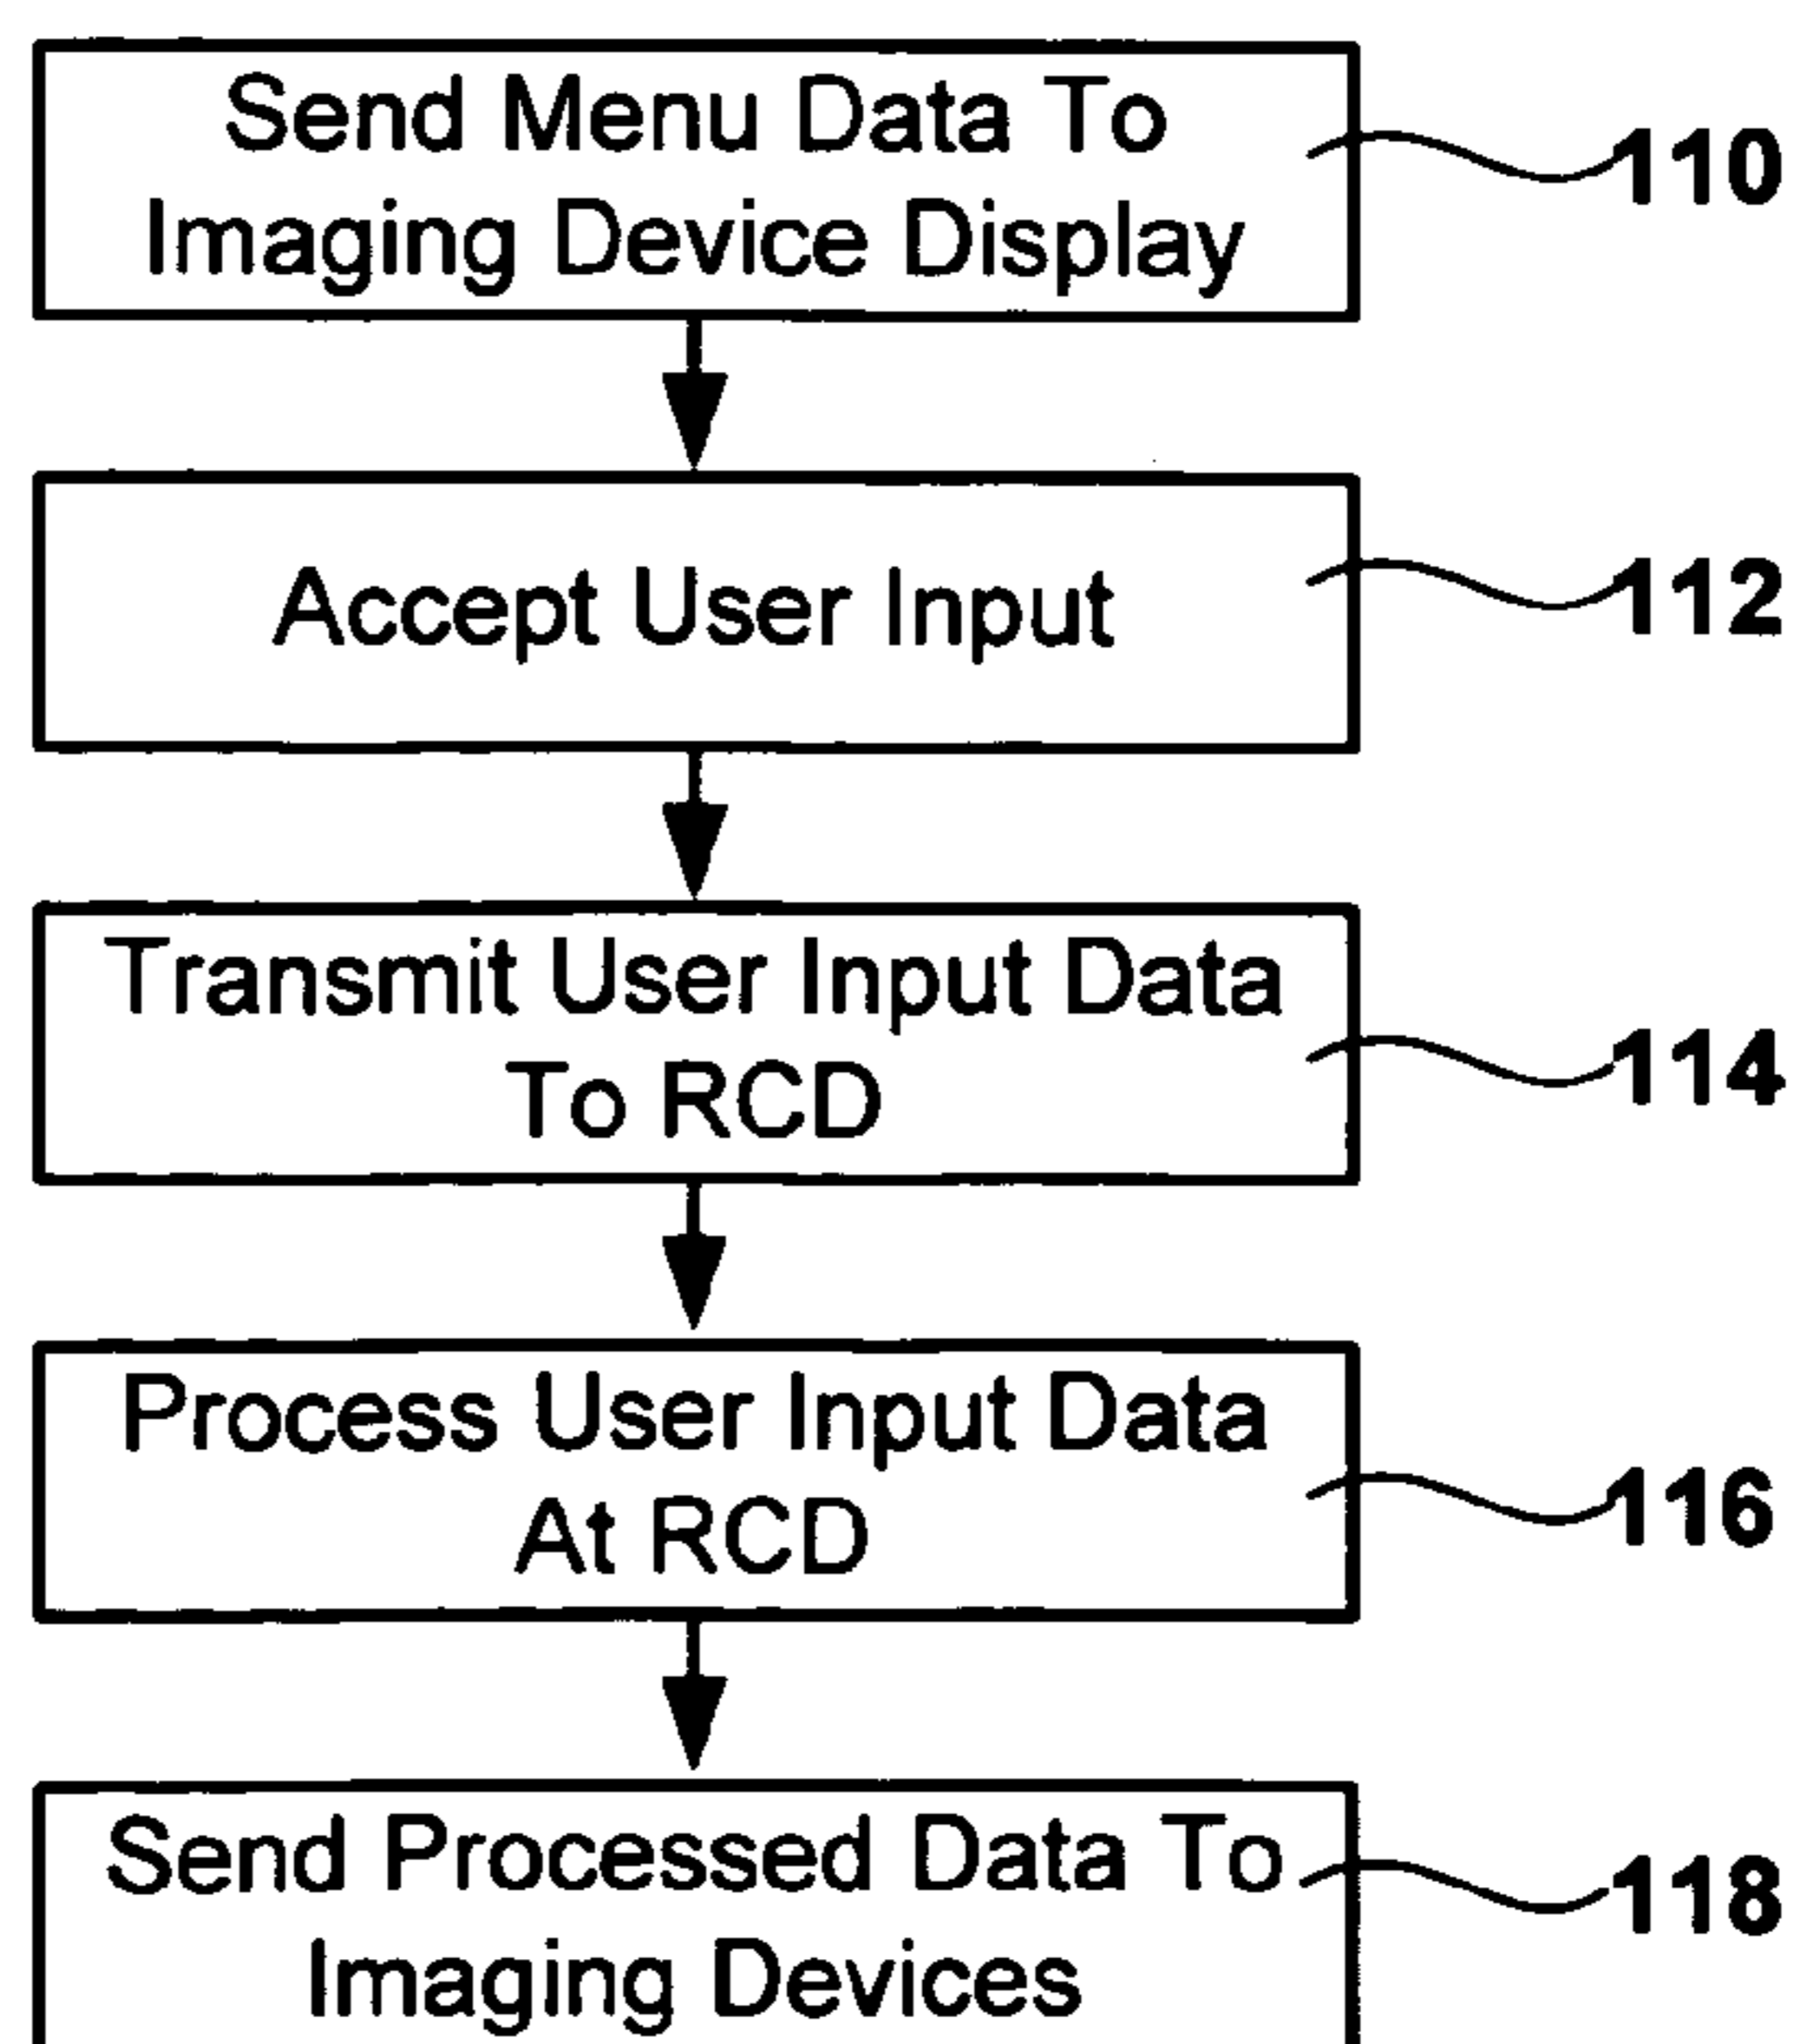 Send Menu Data To
Imaging Device Display
110
Accept User Input
112
Transmit User Input Data
To RCD
114
Process User Input Data
At RCD
116
Send Processed Data To
Imaging Devices
118